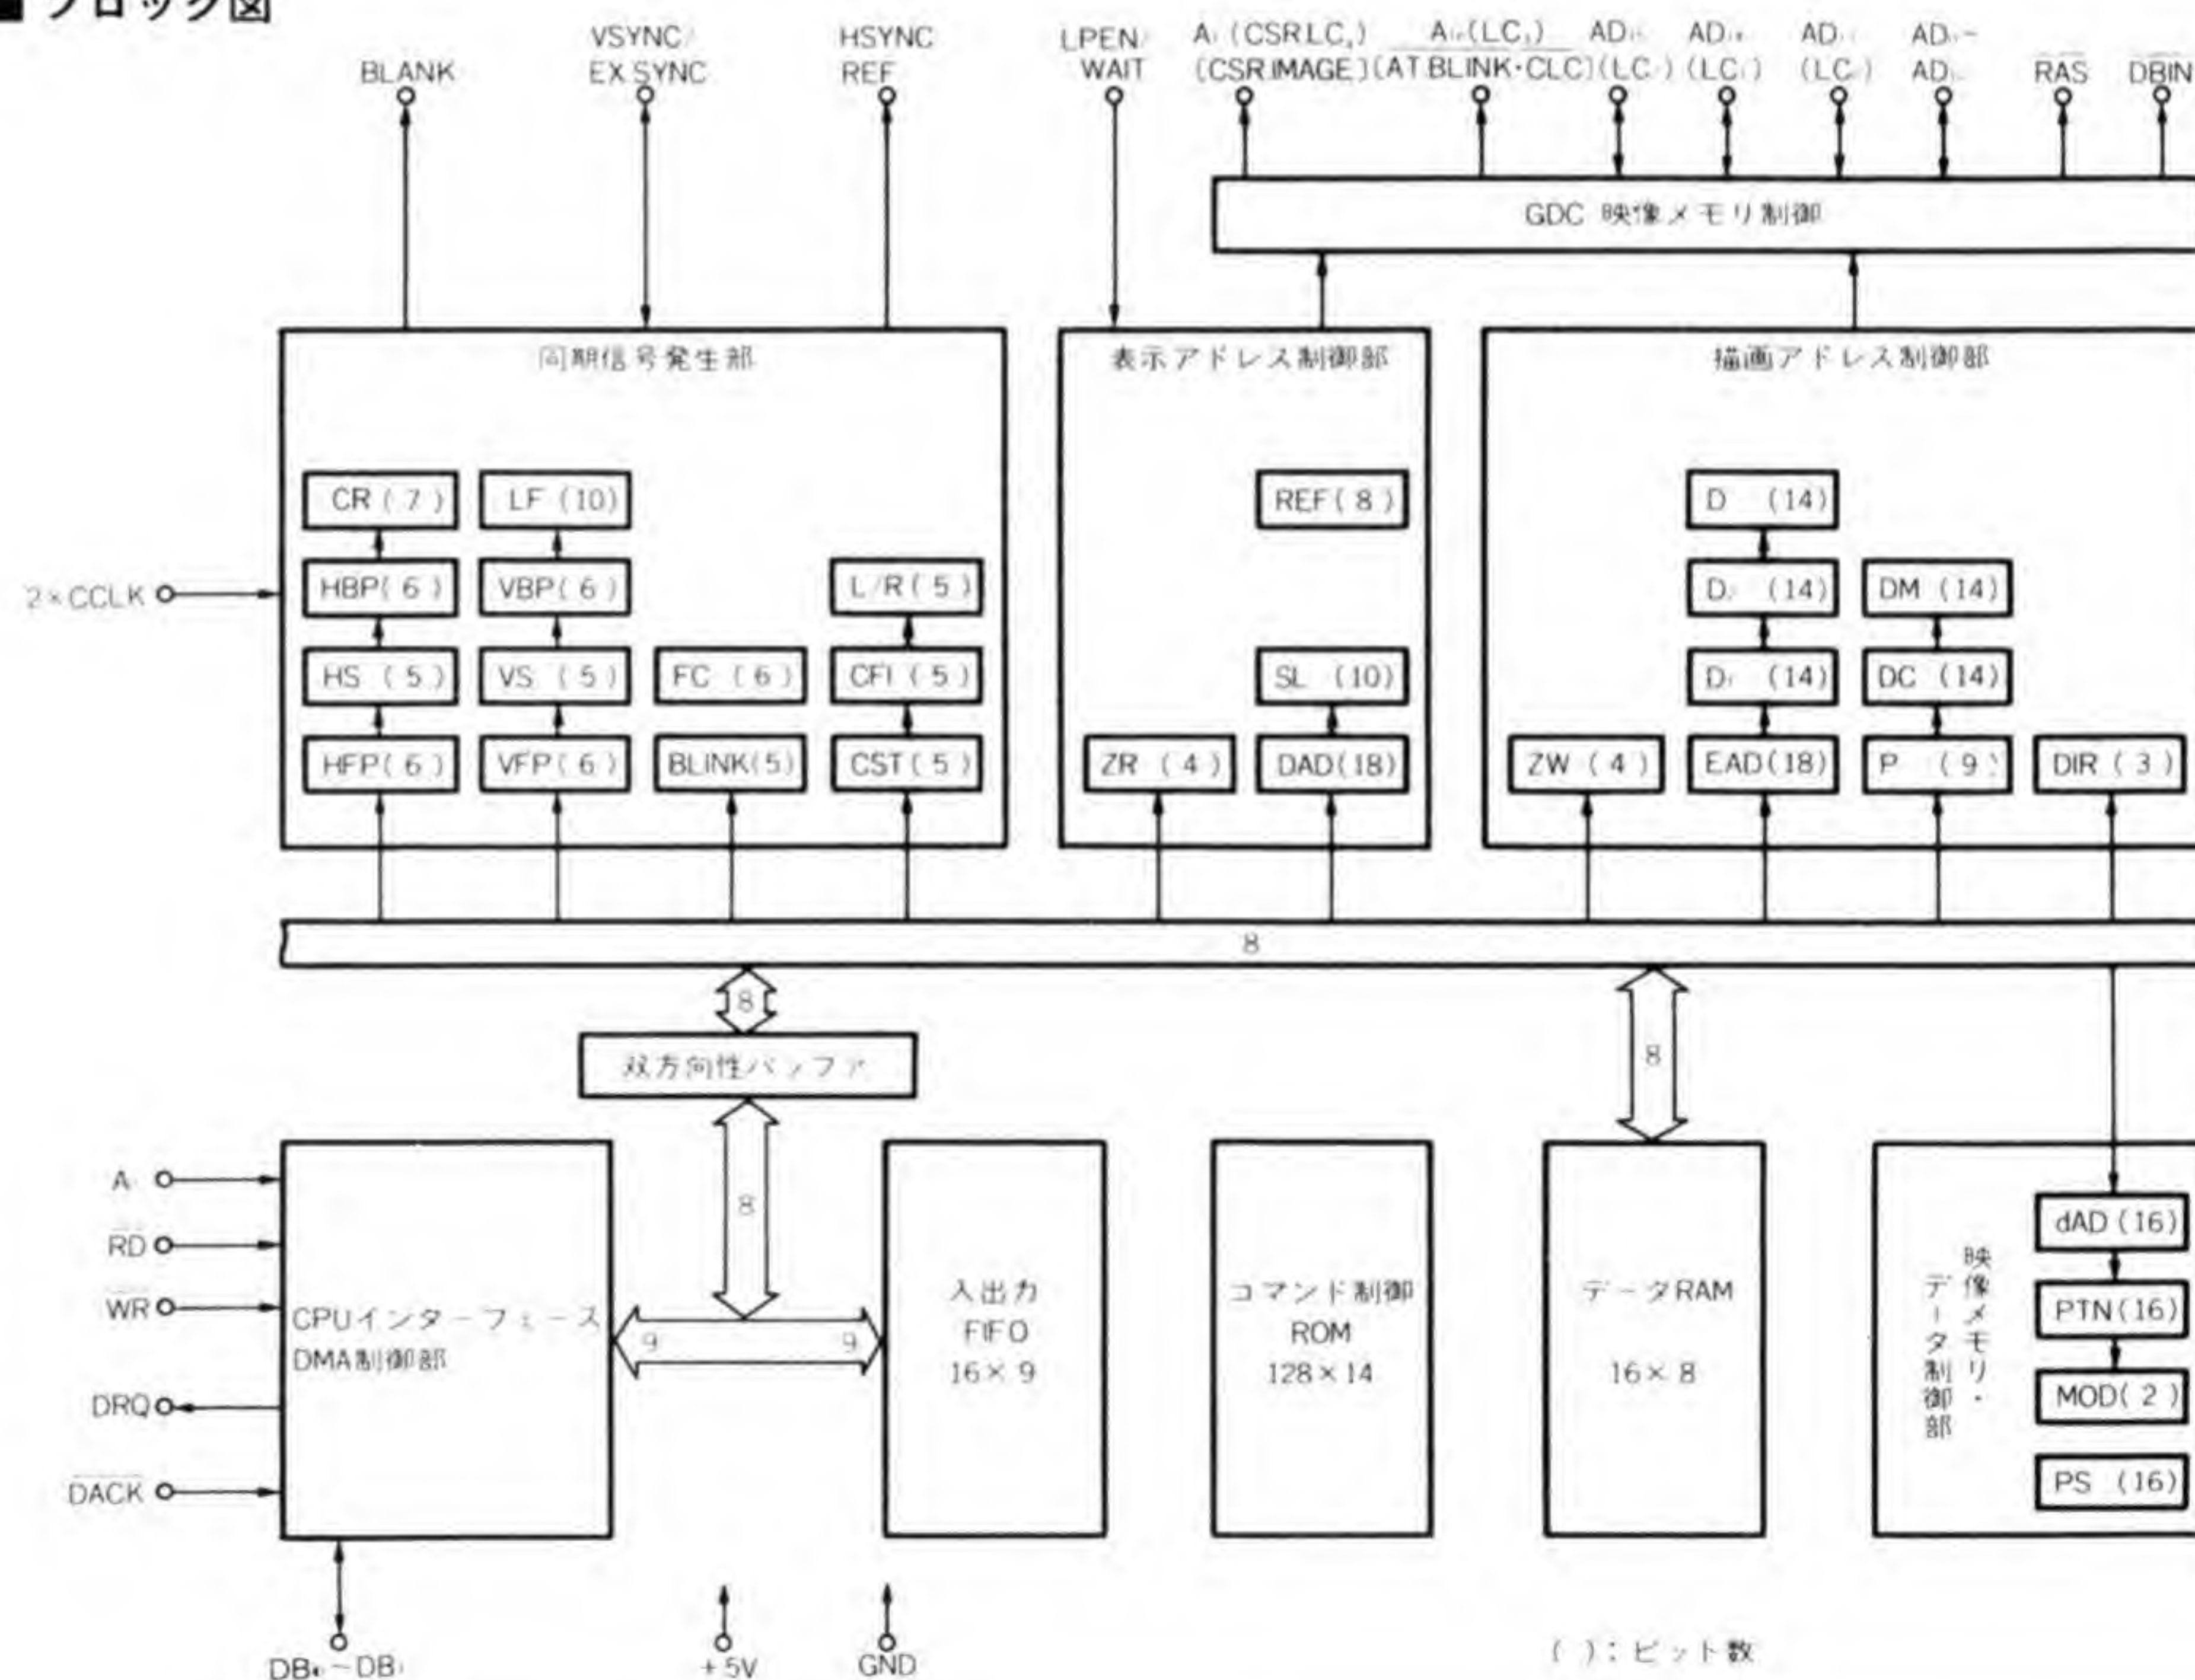 ■ ブロック図
BLANK
VSYNC/
EX.SYNC
HSYNC
REF
LPEN/
WAIT
(CSR.IMAGE)
(AT BLINK・CLC)
RAS
DBIN
GDC 映像メモリ制御
同期信号発生部
表示アドレス制御部
描画アドレス制御部
CR (7)
LF (10)
REF (8)
D (14)
2×CCLK
HBP(6)
VBP(6)
L/R(5)
(14)
DM (14)
HS (5)
VS (5)
FC (6)
CFI (5)
SL (10)
(14)
DC (14)
HFP(6)
VFP(6)
BLINK(5)
CST(5)
ZR (4)
DAD(18)
ZW (4)
EAD(18)
P (9)
DIR (3)
8
8
双方向性バッファ
8
8
A
RD
WR
DRQ
DACK
CPUインターフェース
DMA制御部
9
9
入出力
FIFO
16×9
コマンド制御
ROM
128×14
データRAM
16×8
映像メモリ・
データ制御部
dAD (16)
PTN(16)
MOD(2)
PS (16)
+5V
GND
( ): ビット数